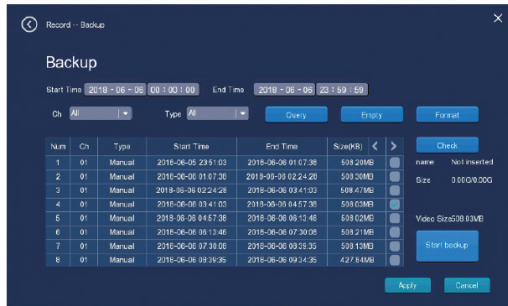 Record -- Backup
Backup
Start Time 2018 - 06 - 06 00 : 00 : 00 End Time 2018 - 06 - 06 23 : 59 : 59
Ch All Type All Query Empty Format
Num Ch Type Start Time End Time Size(KB) < > Check
1 01 Manual 2018-06-05 23:51:03 2018-06-06 01:07:38 508.20MB name Not inserted
2 01 Manual 2018-06-06 01:07:38 2018-06-06 02:24:28 508.30MB Size 0.00G/0.00G
3 01 Manual 2018-06-06 02:24:28 2018-06-06 03:41:03 508.47MB
4 01 Manual 2018-06-06 03:41:03 2018-06-06 04:57:38 508.03MB
5 01 Manual 2018-06-06 04:57:38 2018-06-06 06:13:46 508.02MB Video Size508.03MB
6 01 Manual 2018-06-06 06:13:46 2018-06-06 07:30:08 508.21MB
7 01 Manual 2018-06-06 07:30:08 2018-06-06 08:39:35 508.13MB Start backup
8 01 Manual 2018-06-06 08:39:35 2018-06-06 09:34:35 427.84MB
Apply Cancel